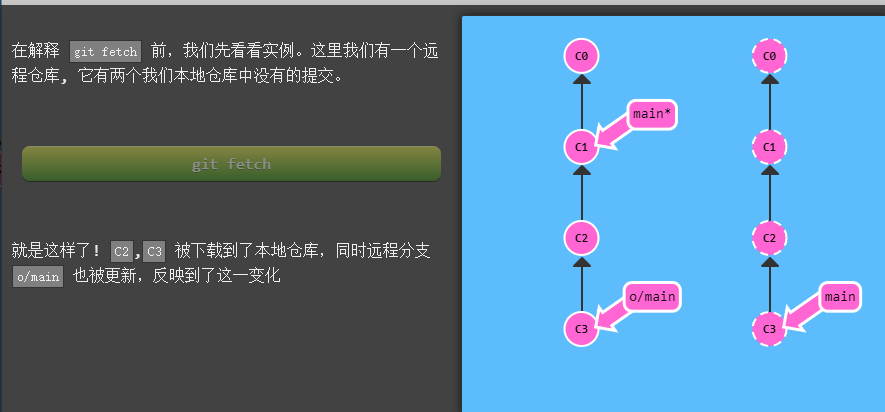 在解释 git fetch 前，我们先看看实例。这里我们有一个远
程仓库, 它有两个我们本地仓库中没有的提交。
git fetch
就是这样了! C2,C3 被下载到了本地仓库，同时远程分支
o/main 也被更新，反映到了这一变化
C0
C0
main*
C1
C1
C2
C2
o/main
main
C3
C3